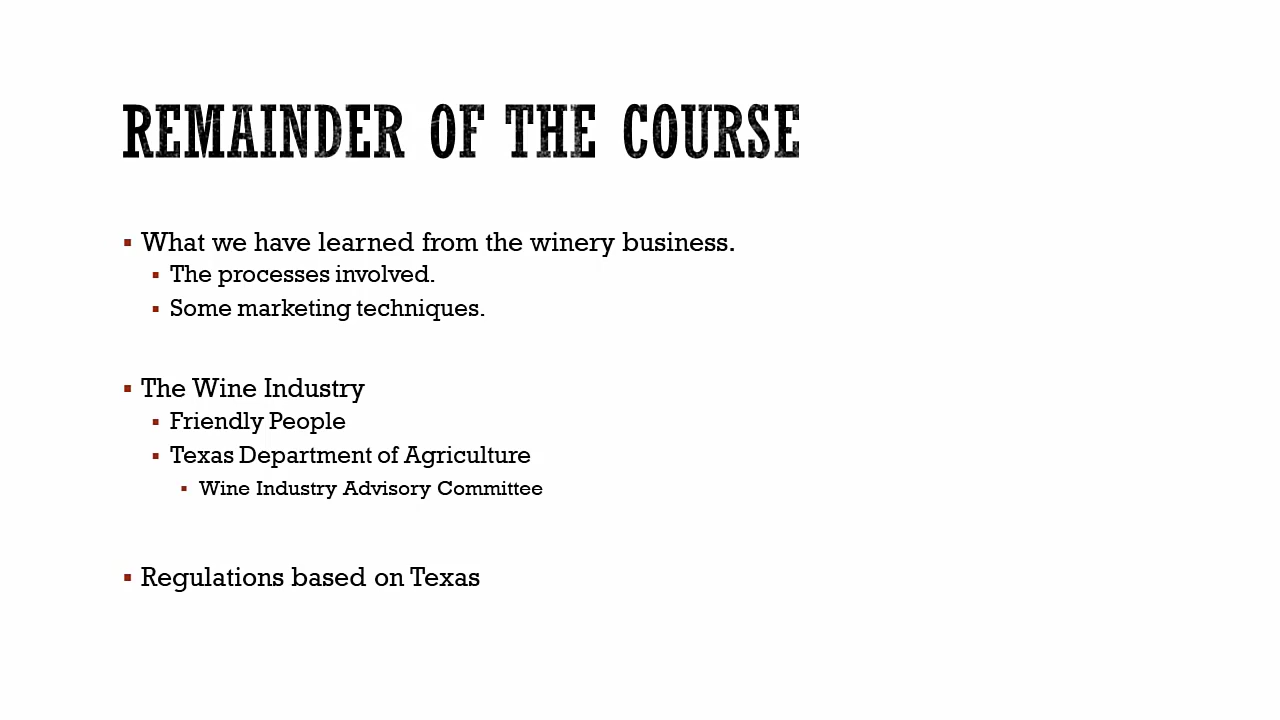 REMAINDER OF THE COURSE
▪ What we have learned from the winery business.
▪ The processes involved.
▪ Some marketing techniques.
▪ The Wine Industry
▪ Friendly People
▪ Texas Department of Agriculture
▪ Wine Industry Advisory Committee
▪ Regulations based on Texas